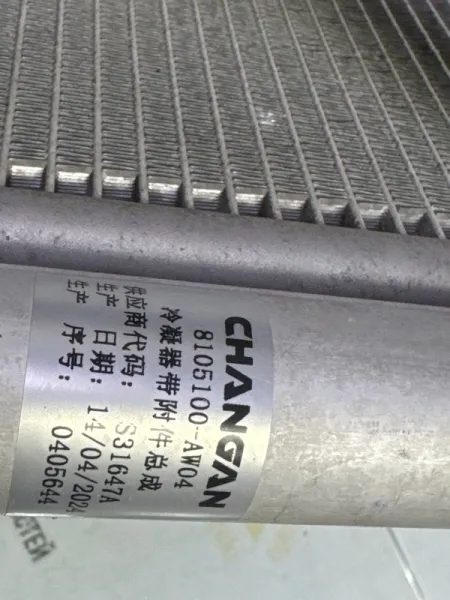 CHANGAN
8105100-AW04
冷凝器带附件总成
供应商代码: S31647A
生产 日期: 14/04/2024
生产 序号: 0405644